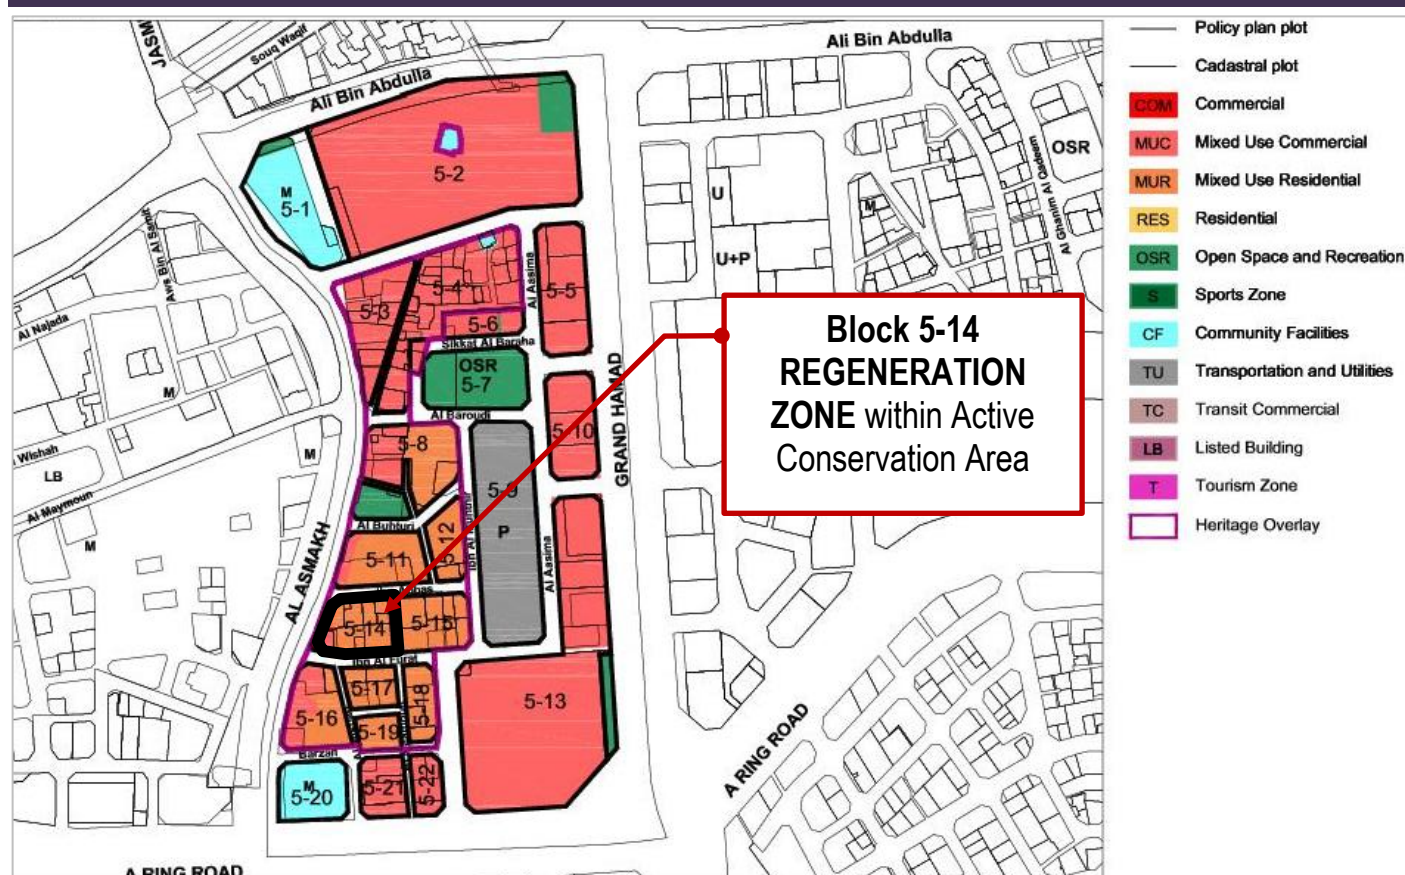 JASM
Souq Waqif
Ali Bin Abdulla
Ali Bin Abdulla
OSR
Al Ghanim Al Qadeem
M
5-1
5-2
U
M
U+P
Aws Bin Al Samit
Al Najada
5-3
5-4
Al Aasima
5-5
5-6
Sikkat Al Baraha
OSR
5-7
Al Baroudi
GRAND HAMAD
M
Wishah
LB
Al Maymoun
M
M
5-8
5-10
5-9
P
Al Buhturi
5-11
5-12
Al Aasima
AL ASMAKH
5-14
5-15
Ibn Al Furat
5-17
5-18
5-16
5-19
5-13
Barzan
M
5-20
5-21
5-22
A RING ROAD
A RING ROAD
Block 5-14
REGENERATION
ZONE within Active
Conservation Area
Policy plan plot
Cadastral plot
COM Commercial
MUC Mixed Use Commercial
MUR Mixed Use Residential
RES Residential
OSR Open Space and Recreation
S Sports Zone
CF Community Facilities
TU Transportation and Utilities
TC Transit Commercial
LB Listed Building
T Tourism Zone
Heritage Overlay